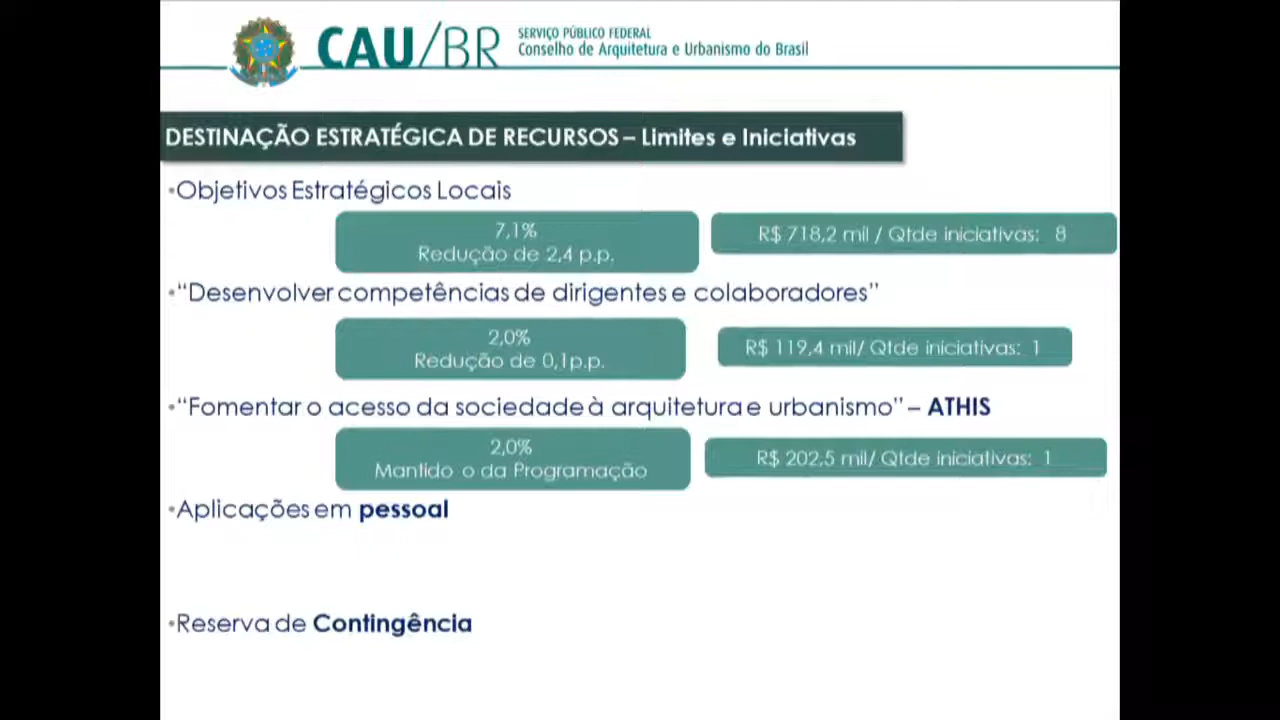 CAU/BR
SERVIÇO PÚBLICO FEDERAL
Conselho de Arquitetura e Urbanismo do Brasil
DESTINAÇÃO ESTRATÉGICA DE RECURSOS – Limites e Iniciativas
•Objetivos Estratégicos Locais
7,1%
Redução de 2,4 p.p.
R$ 718,2 mil / Qtde iniciativas: 8
•“Desenvolver competências de dirigentes e colaboradores”
2,0%
Redução de 0,1p.p.
R$ 119,4 mil/ Qtde iniciativas: 1
•“Fomentar o acesso da sociedade à arquitetura e urbanismo” – ATHIS
2,0%
Mantido o da Programação
R$ 202,5 mil/ Qtde iniciativas: 1
•Aplicações em pessoal
•Reserva de Contingência